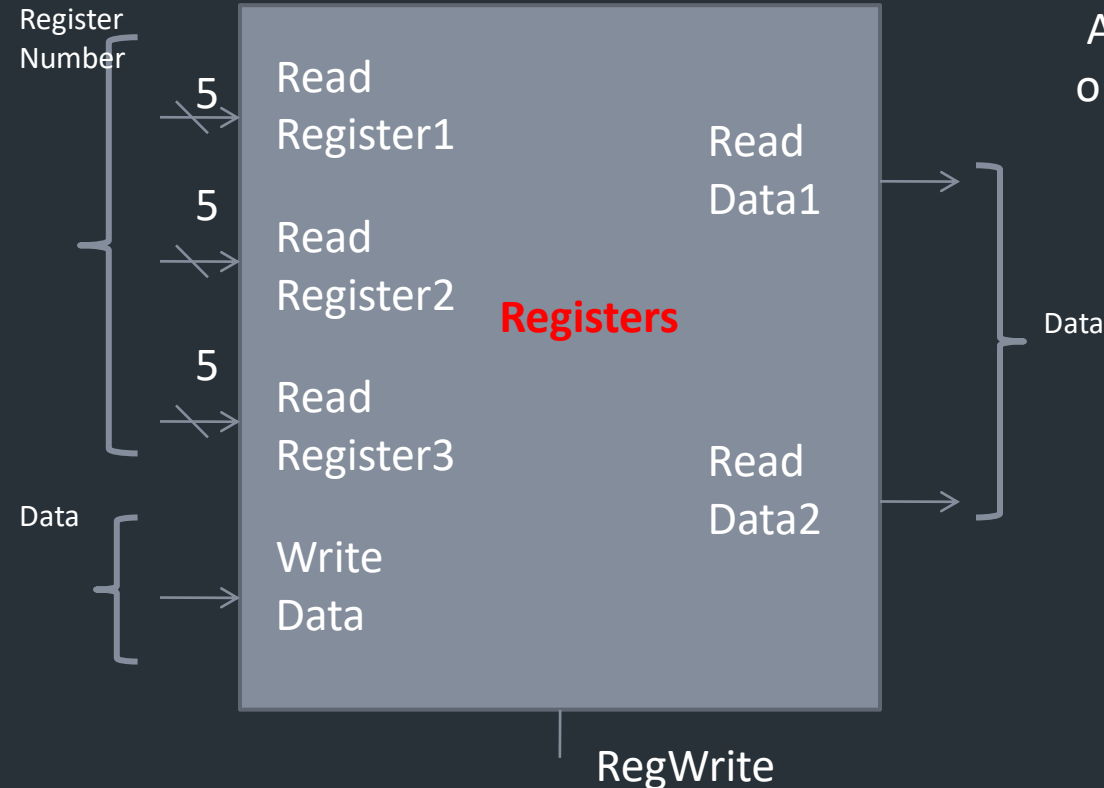 Register
Number
5
Read
Register1
5
Read
Register2
5
Read
Register3
Data
Write
Data
Registers
Read
Data1
Read
Data2
Data
RegWrite
A
o